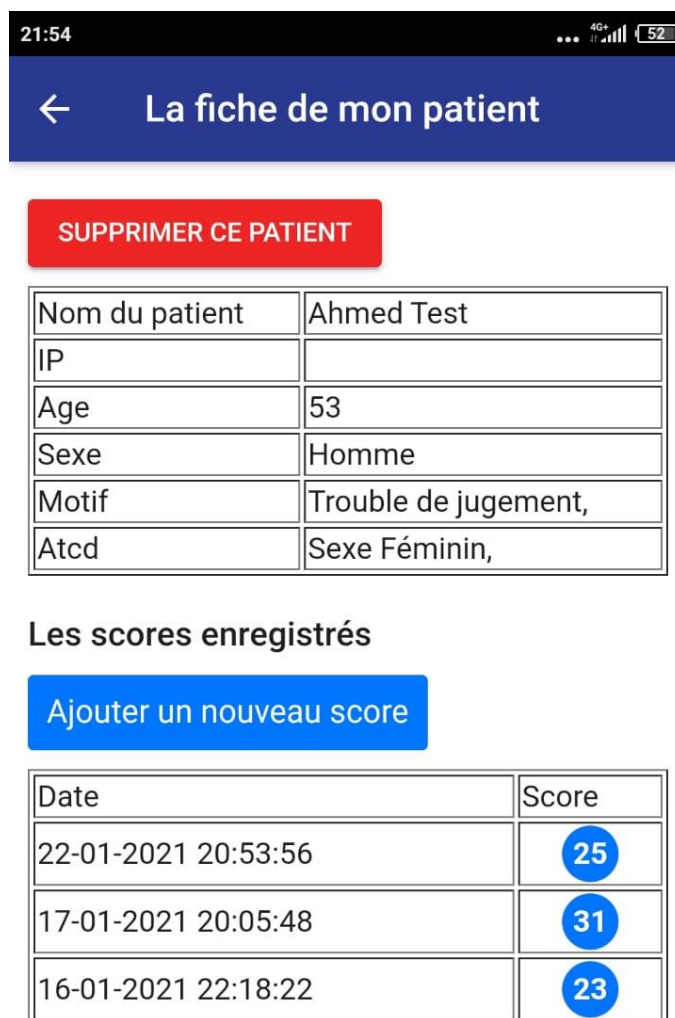 21:54
4G+
52
La fiche de mon patient
SUPPRIMER CE PATIENT
Nom du patient Ahmed Test
IP
Age 53
Sexe Homme
Motif Trouble de jugement,
Atcd Sexe Féminin,
Les scores enregistrés
Ajouter un nouveau score
Date Score
22-01-2021 20:53:56 25
17-01-2021 20:05:48 31
16-01-2021 22:18:22 23